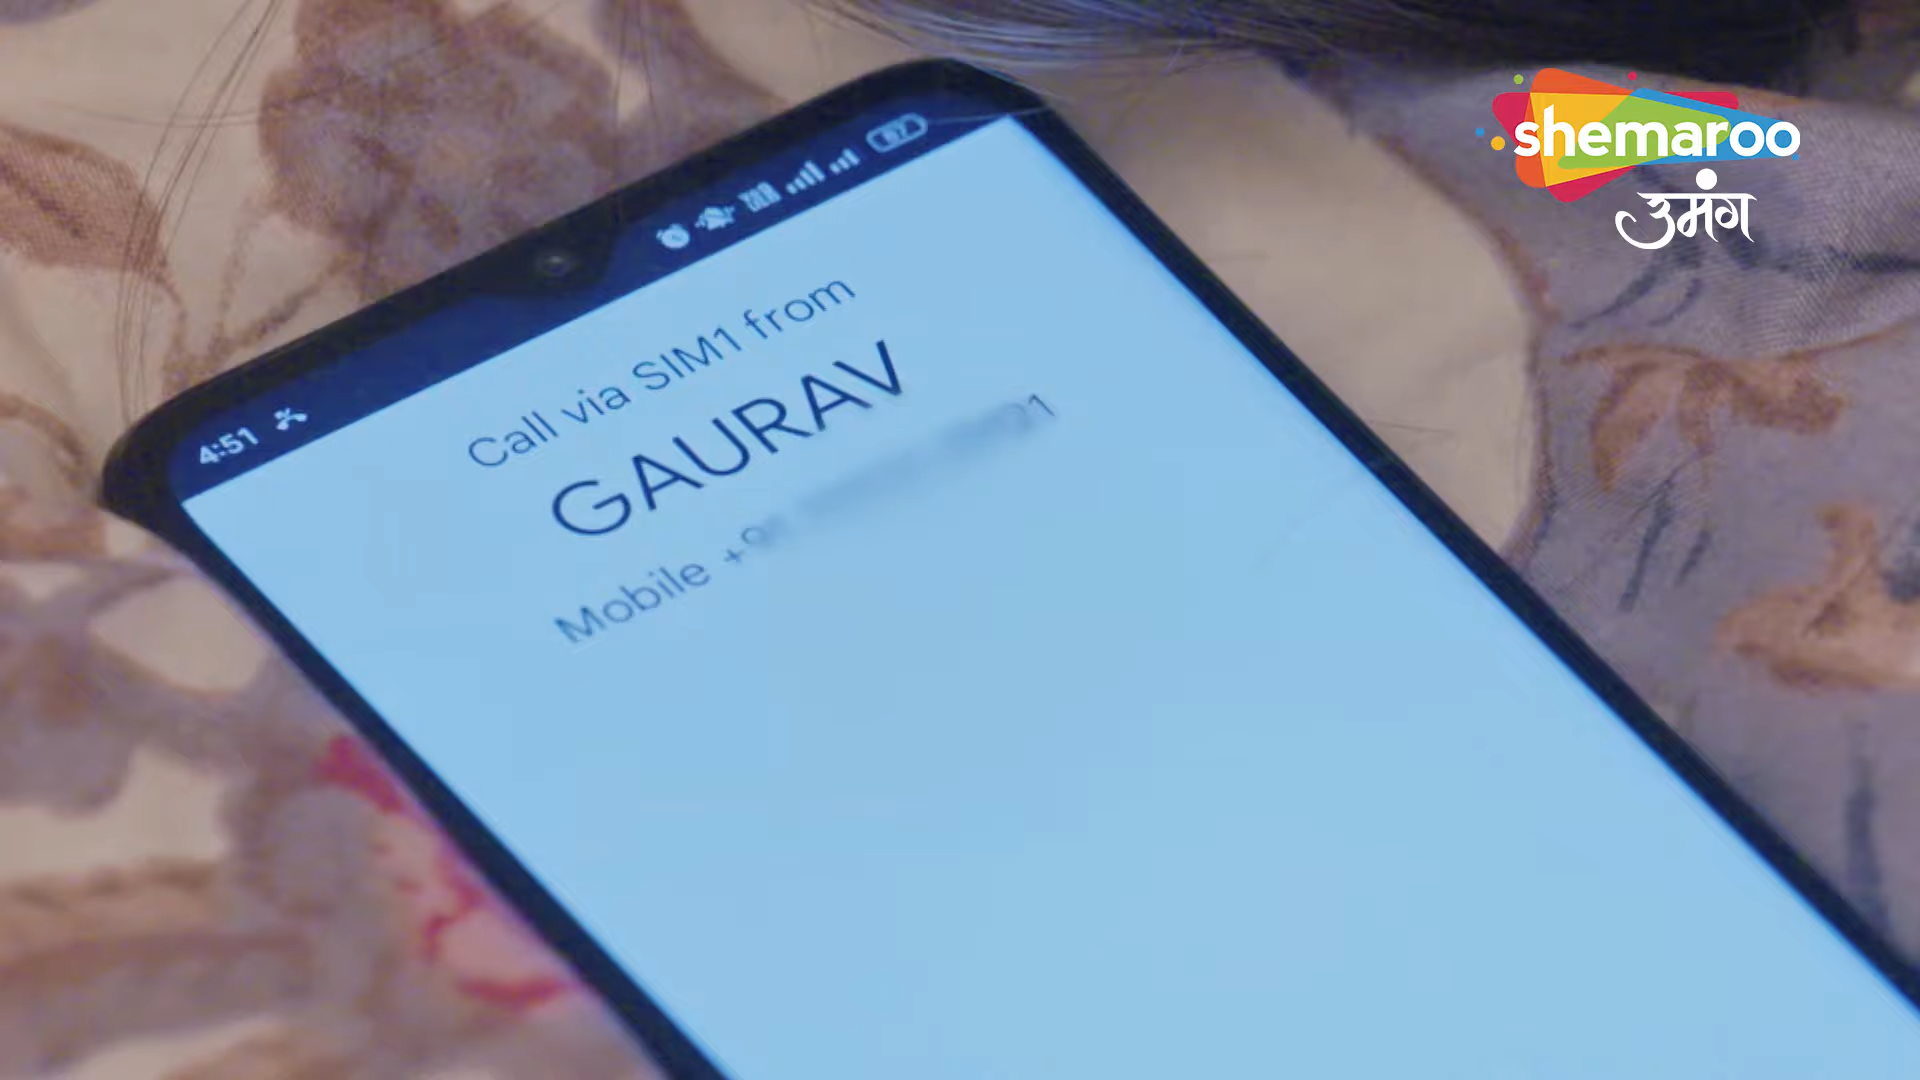 shemaroo
उमंग
4:51
Call via SIM1 from
GAURAV
Mobile